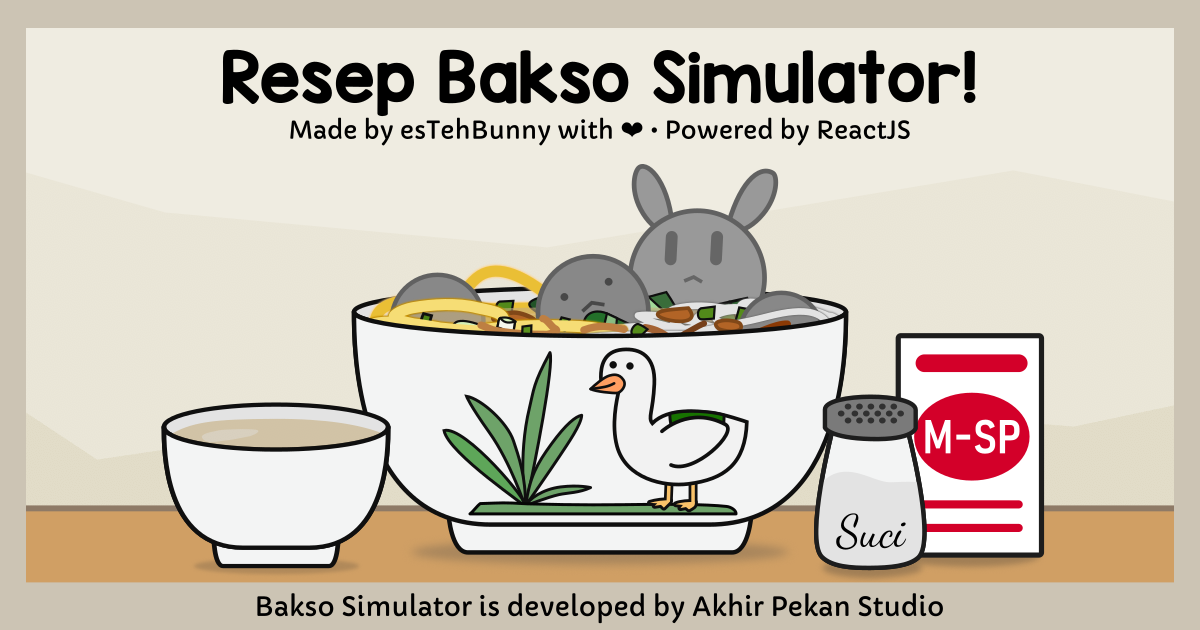 Resep Bakso Simulator!
Made by esTehBunny with ❤ • Powered by ReactJS
M-SP
Suci
Bakso Simulator is developed by Akhir Pekan Studio